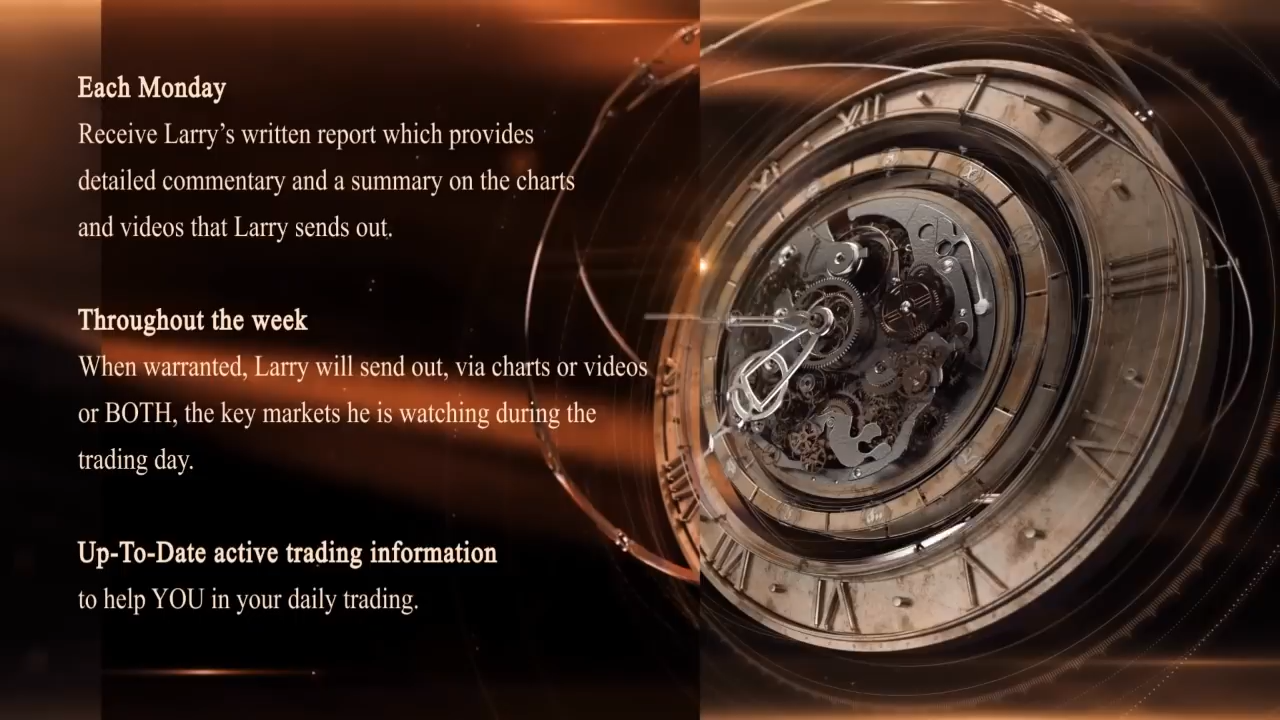 Each Monday
Receive Larry’s written report which provides
detailed commentary and a summary on the charts
and videos that Larry sends out.
Throughout the week
When warranted, Larry will send out, via charts or videos
or BOTH, the key markets he is watching during the
trading day.
Up-To-Date active trading information
to help YOU in your daily trading.